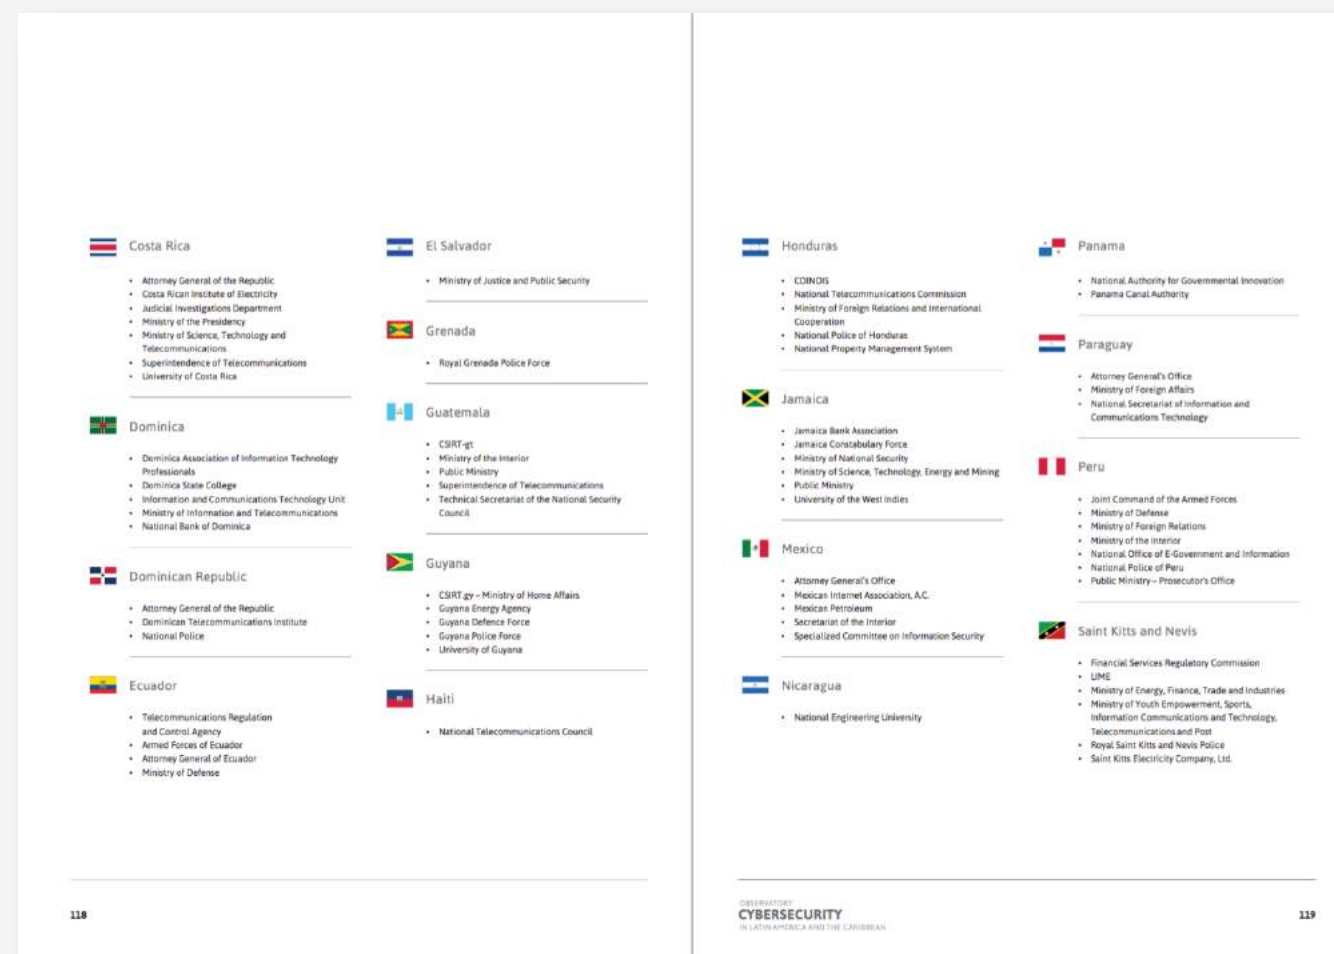 Costa Rica
• Attorney General of the Republic
• Costa Rican Institute of Electricity
• Judicial Investigations Department
• Ministry of the Presidency
• Ministry of Science, Technology and
Telecommunications
• Superintendence of Telecommunications
• University of Costa Rica
Dominica
• Dominica Association of Information Technology
Professionals
• Dominica State College
• Information and Communications Technology Unit
• Ministry of Information and Telecommunications
• National Bank of Dominica
Dominican Republic
• Attorney General of the Republic
• Dominican Telecommunications Institute
• National Police
Ecuador
• Telecommunications Regulation
and Control Agency
• Armed Forces of Ecuador
• Attorney General of Ecuador
• Ministry of Defense
El Salvador
• Ministry of Justice and Public Security
Grenada
• Royal Grenada Police Force
Guatemala
• CSIRT-gt
• Ministry of the Interior
• Public Ministry
• Superintendence of Telecommunications
• Technical Secretariat of the National Security
Council
Guyana
• CSIRT.gy – Ministry of Home Affairs
• Guyana Energy Agency
• Guyana Defence Force
• Guyana Police Force
• University of Guyana
Haiti
• National Telecommunications Council
118
Honduras
• COINDIS
• National Telecommunications Commission
• Ministry of Foreign Relations and International
Cooperation
• National Police of Honduras
• National Property Management System
Jamaica
• Jamaica Bank Association
• Jamaica Constabulary Force
• Ministry of National Security
• Ministry of Science, Technology, Energy and Mining
• Public Ministry
• University of the West Indies
Mexico
• Attorney General's Office
• Mexican Internet Association, A.C.
• Mexican Petroleum
• Secretariat of the Interior
• Specialized Committee on Information Security
Nicaragua
• National Engineering University
Panama
• National Authority for Governmental Innovation
• Panama Canal Authority
Paraguay
• Attorney General's Office
• Ministry of Foreign Affairs
• National Secretariat of Information and
Communications Technology
Peru
• Joint Command of the Armed Forces
• Ministry of Defense
• Ministry of Foreign Relations
• Ministry of the Interior
• National Office of E-Government and Information
• National Police of Peru
• Public Ministry – Prosecutor's Office
Saint Kitts and Nevis
• Financial Services Regulatory Commission
• LIME
• Ministry of Energy, Finance, Trade and Industries
• Ministry of Youth Empowerment, Sports,
Information Communications and Technology,
Telecommunications and Post
• Royal Saint Kitts and Nevis Police
• Saint Kitts Electricity Company, Ltd.
OBSERVATORY
CYBERSECURITY
IN LATIN AMERICA AND THE CARIBBEAN
119